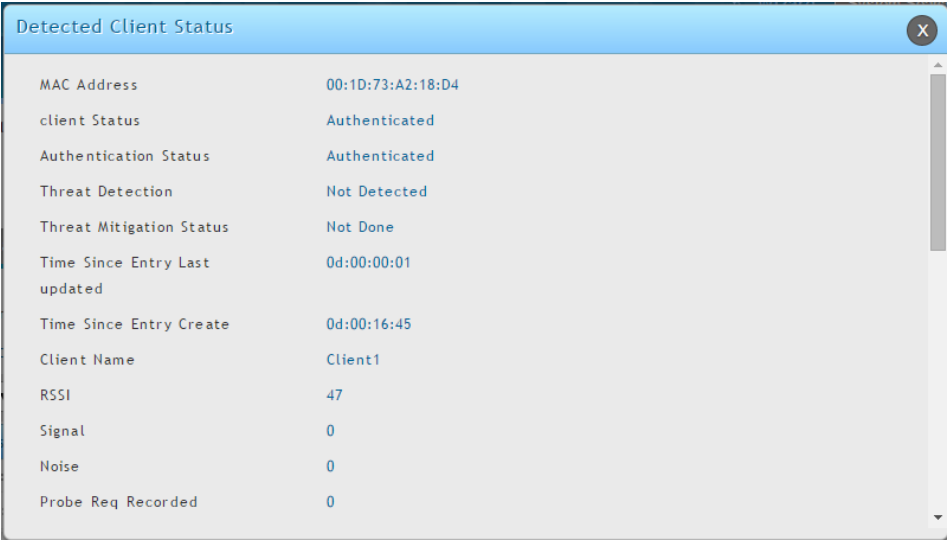 Detected Client Status
X
MAC Address 00:1D:73:A2:18:D4
client Status Authenticated
Authentication Status Authenticated
Threat Detection Not Detected
Threat Mitigation Status Not Done
Time Since Entry Last 0d:00:00:01
updated
Time Since Entry Create 0d:00:16:45
Client Name Client1
RSSI 47
Signal 0
Noise 0
Probe Req Recorded 0